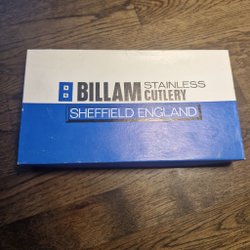 BILLAM STAINLESS CUTLERY
SHEFFIELD ENGLAND